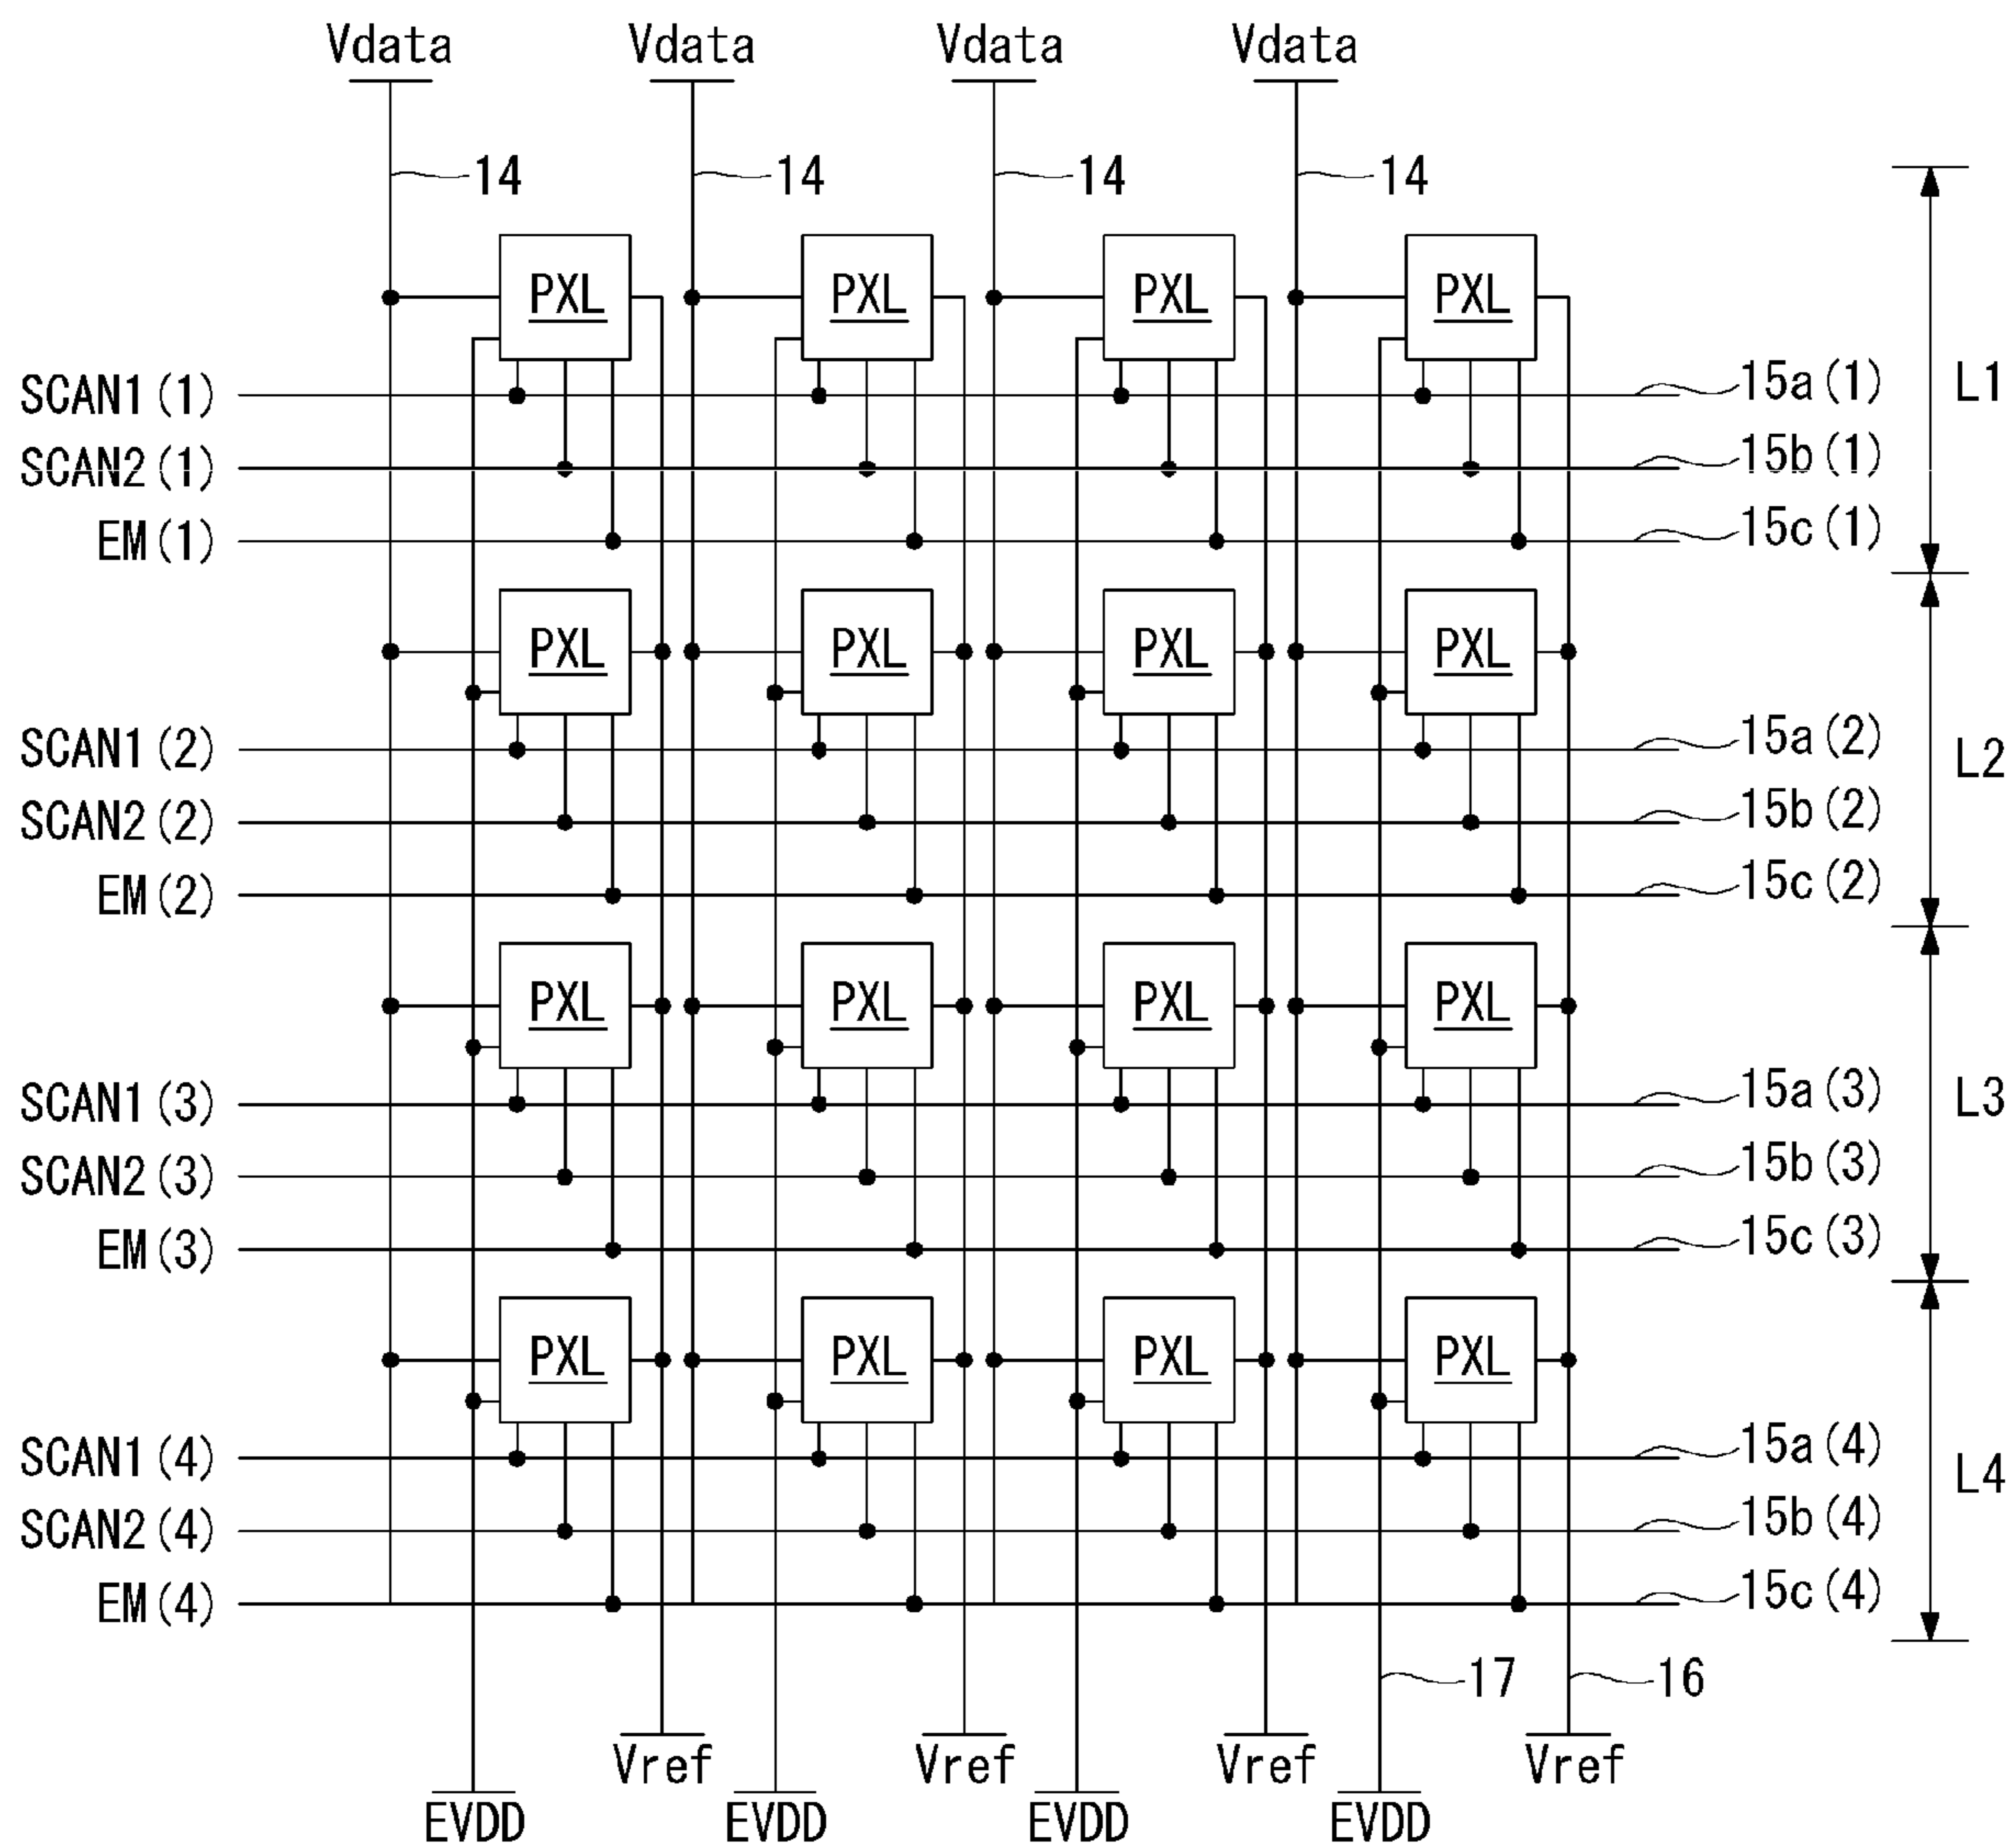 Vdata Vdata Vdata Vdata
14 14 14 14
PXL PXL PXL PXL
SCAN1(1) 15a(1) L1
SCAN2(1) 15b(1)
EM(1) 15c(1)
PXL PXL PXL PXL
SCAN1(2) 15a(2) L2
SCAN2(2) 15b(2)
EM(2) 15c(2)
PXL PXL PXL PXL
SCAN1(3) 15a(3) L3
SCAN2(3) 15b(3)
EM(3) 15c(3)
PXL PXL PXL PXL
SCAN1(4) 15a(4) L4
SCAN2(4) 15b(4)
EM(4) 15c(4)
17 16
Vref Vref Vref Vref
EVDD EVDD EVDD EVDD